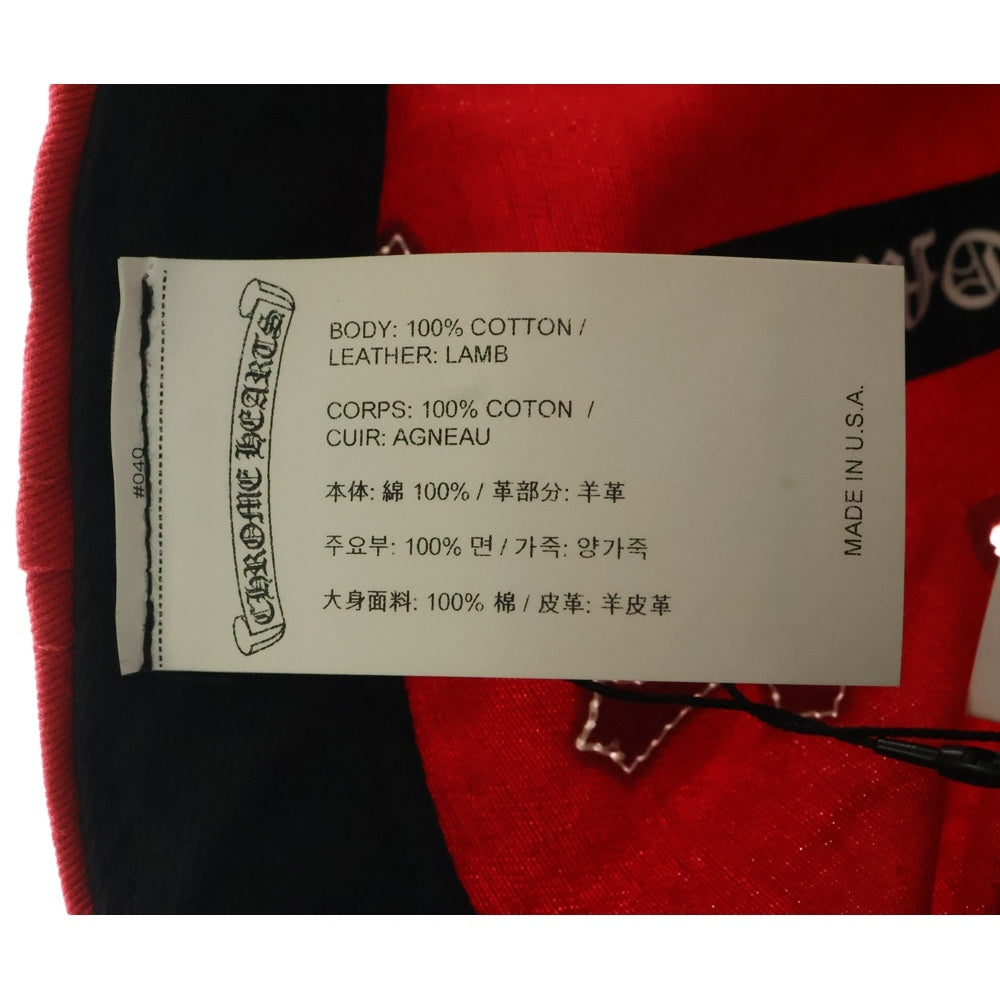 CHROME HEARTS
BODY: 100% COTTON /
LEATHER: LAMB
CORPS: 100% COTON /
CUIR: AGNEAU
本体: 綿 100% / 革部分: 羊革
주요부: 100% 면 / 가죽: 양가죽
大身面料: 100% 棉 / 皮革: 羊皮革
MADE IN U.S.A.
#040